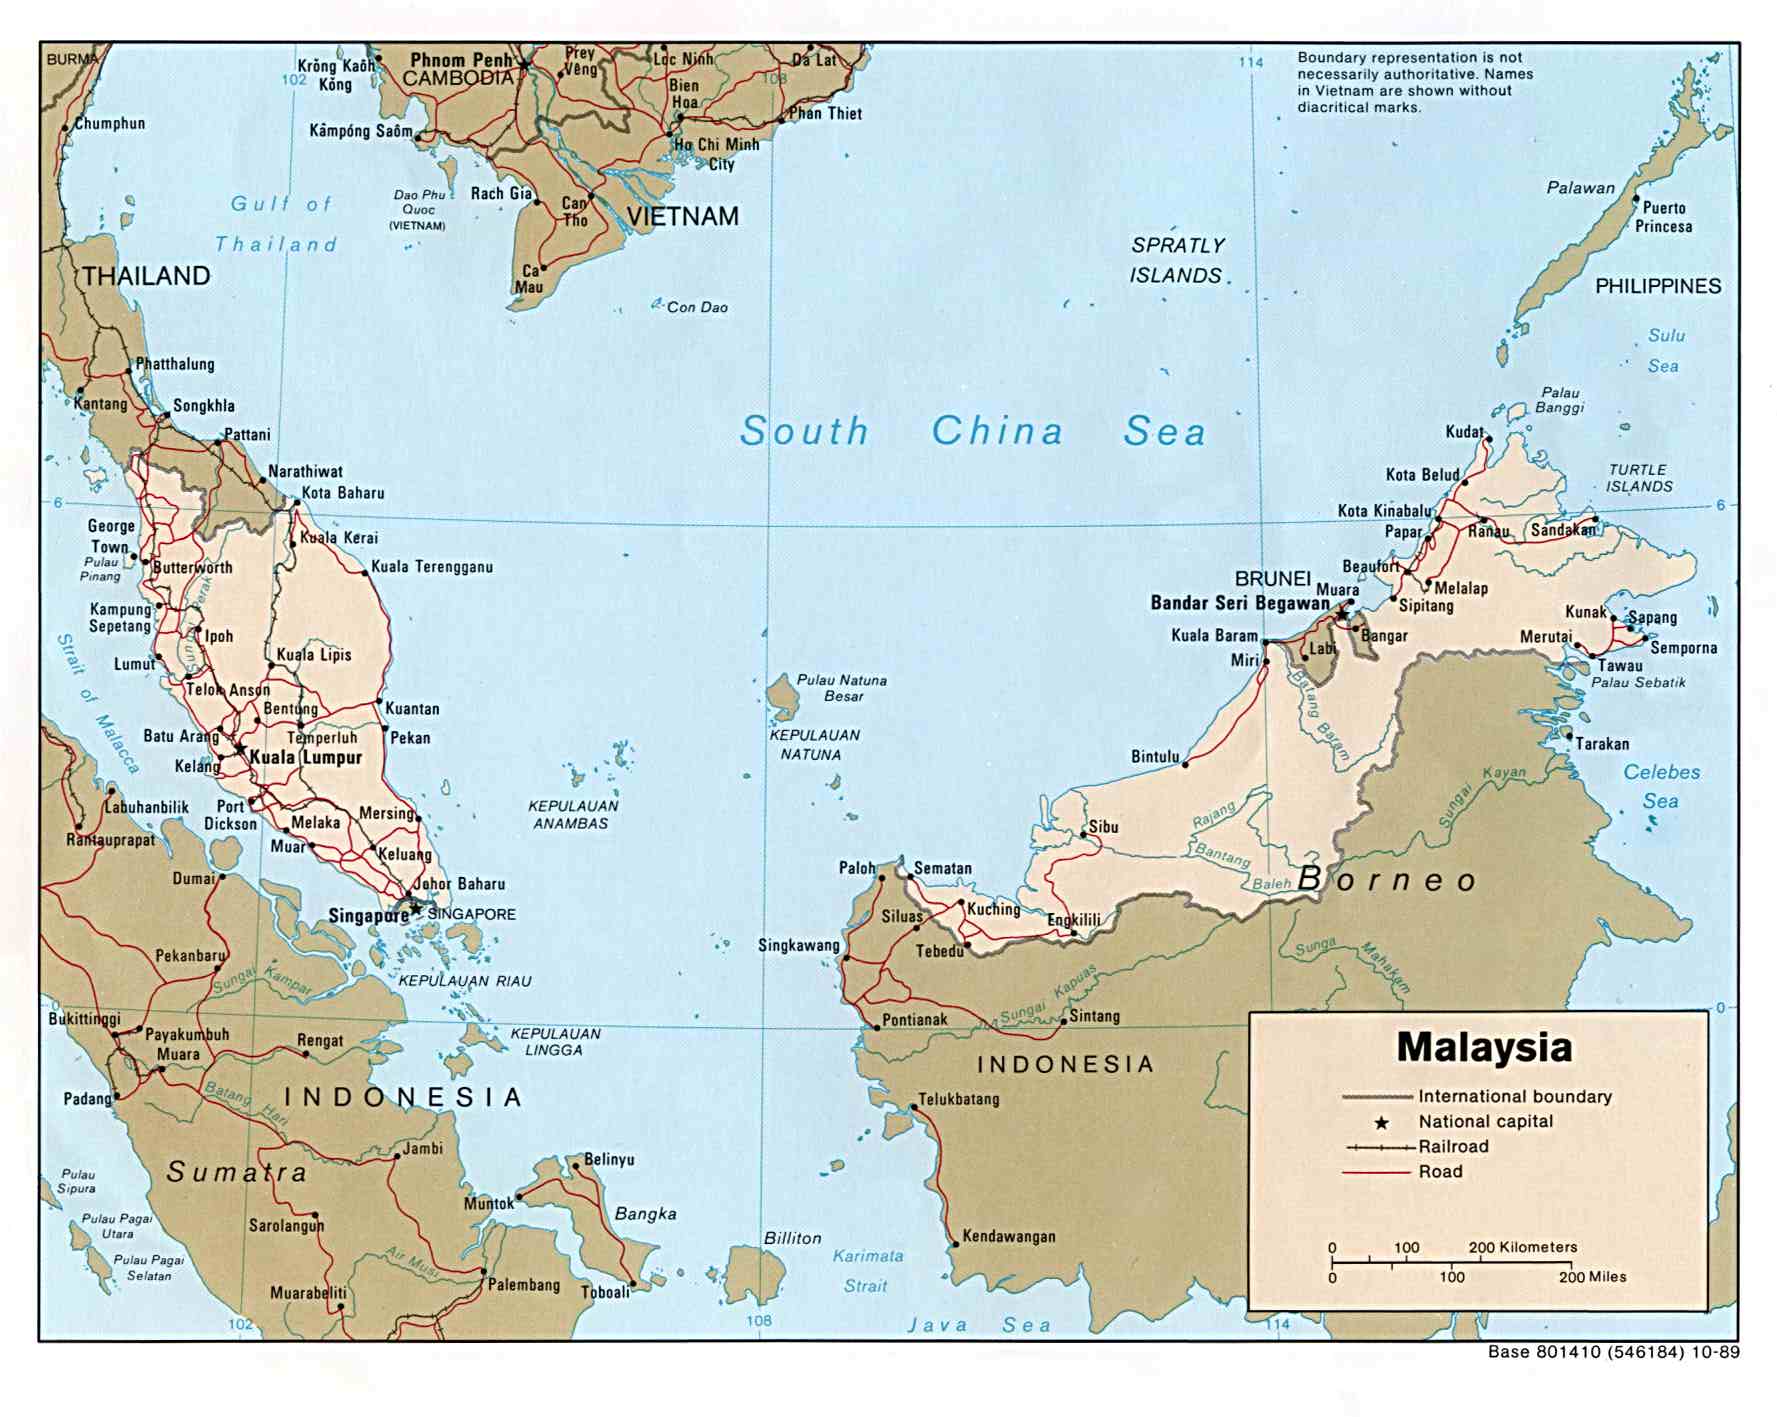 BURMA
Krŏng Kaôh
Kŏng
102
Phnom Penh
CAMBODIA
Prey
Vêng
Loc Ninh
108
Da Lat
Bien
Hoa
Phan Thiet
114
Boundary representation is not
necessarily authoritative. Names
in Vietnam are shown without
diacritical marks.
Chumphun
Kâmpóng Saôm
Ho Chi Minh
City
Gulf of
Thailand
Dao Phu
Quoc
(VIETNAM)
Rach Gia
Can
Tho
VIETNAM
Palawan
Puerto
Princesa
SPRATLY
ISLANDS
THAILAND
Ca
Mau
Con Dao
PHILIPPINES
Sulu
Sea
Phatthalung
Kantang
Songkhla
Pattani
Narathiwat
Kota Baharu
South China Sea
Palau
Banggi
Kudat
Kota Belud
TURTLE
ISLANDS
6
6
George
Town
Pulau
Pinang
Butterworth
Kuala Kerai
Kuala Terengganu
Kota Kinabalu
Papar
Ranau
Sandakan
Beaufort
Melalap
Sipitang
BRUNEI
Muara
Bandar Seri Begawan
Kuala Baram
Bangar
Labi
Miri
Kunak
Sapang
Merutai
Semporna
Tawau
Palau Sebatik
Kampung
Sepetang
Sungai Perak
Ipoh
Strait of Malacca
Lumut
Kuala Lipis
Telok Anson
Bentung
Kuantan
Batu Arang
Temperluh
Pekan
Kuala Lumpur
Kelang
Pulau Natuna
Besar
KEPULAUAN
NATUNA
Batang Baram
Bintulu
Tarakan
Celebes
Sea
Sungai Kayan
Labuhanbilik
Port
Dickson
Melaka
Mersing
KEPULAUAN
ANAMBAS
Rantauprapat
Muar
Keluang
Sibu
Rajang
Bantang
Baleh
Borneo
Dumai
Johor Baharu
Singapore
SINGAPORE
Paloh
Sematan
Kuching
Siluas
Engkilili
Singkawang
Tebedu
Pekanbaru
Sungai Kampar
KEPULAUAN RIAU
Sungai Kapuas
Sunga Mahakam
0
0
Bukittinggi
Payakumbuh
Muara
Rengat
KEPULAUAN
LINGGA
Pontianak
Sintang
INDONESIA
Padang
Batang Hari
INDONESIA
Telukbatang
Sumatra
Jambi
Belinyu
Pulau
Sipura
Muntok
Bangka
Pulau Pagai
Utara
Sarolangun
Pulau Pagai
Selatan
Air Musi
Billiton
Karimata
Strait
Kendawangan
Muarabeliti
Palembang
Toboali
102
108
Java Sea
114
Malaysia
International boundary
National capital
Railroad
Road
0 100 200 Kilometers
0 100 200 Miles
Base 801410 (546184) 10-89